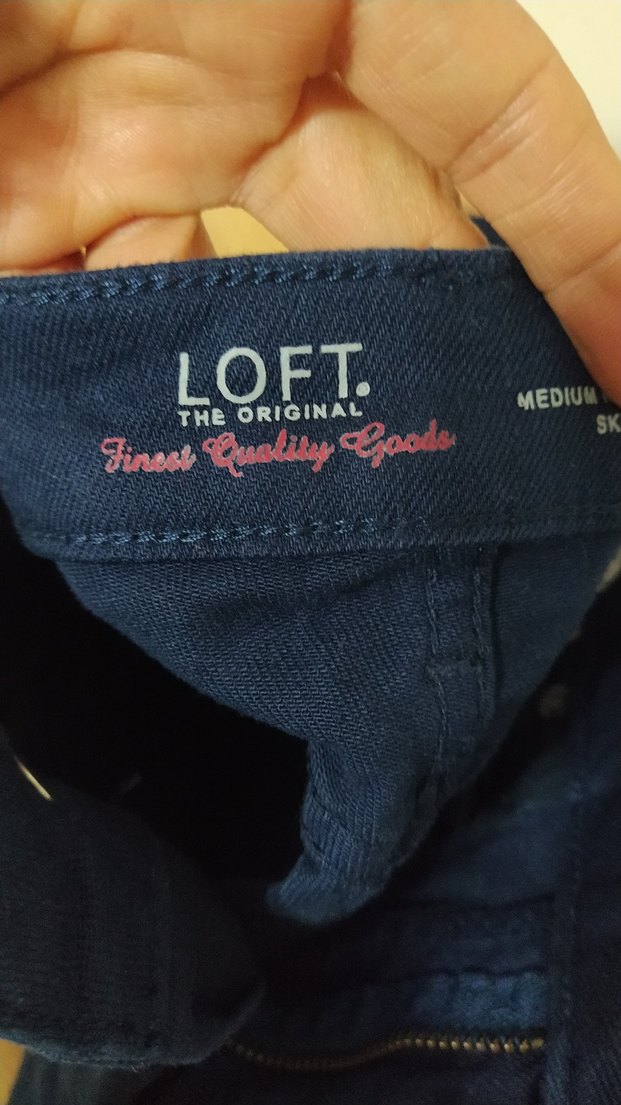 LOFT.
THE ORIGINAL
Finest Quality Goods
MEDIUM